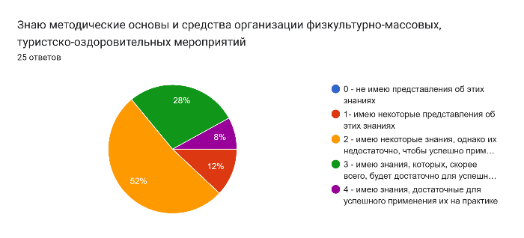 Знаю методические основы и средства организации физкультурно-массовых,
туристско-оздоровительных мероприятий
25 ответов
28%
8%
12%
52%
0 - не имею представления об этих
знаниях
1- имею некоторые представления об
этих знаниях
2 - имею некоторые знания, однако их
недостаточно, чтобы успешно прим…
3 - имею знания, которых, скорее
всего, будет достаточно для успешн…
4 - имею знания, достаточные для
успешного применения их на практике